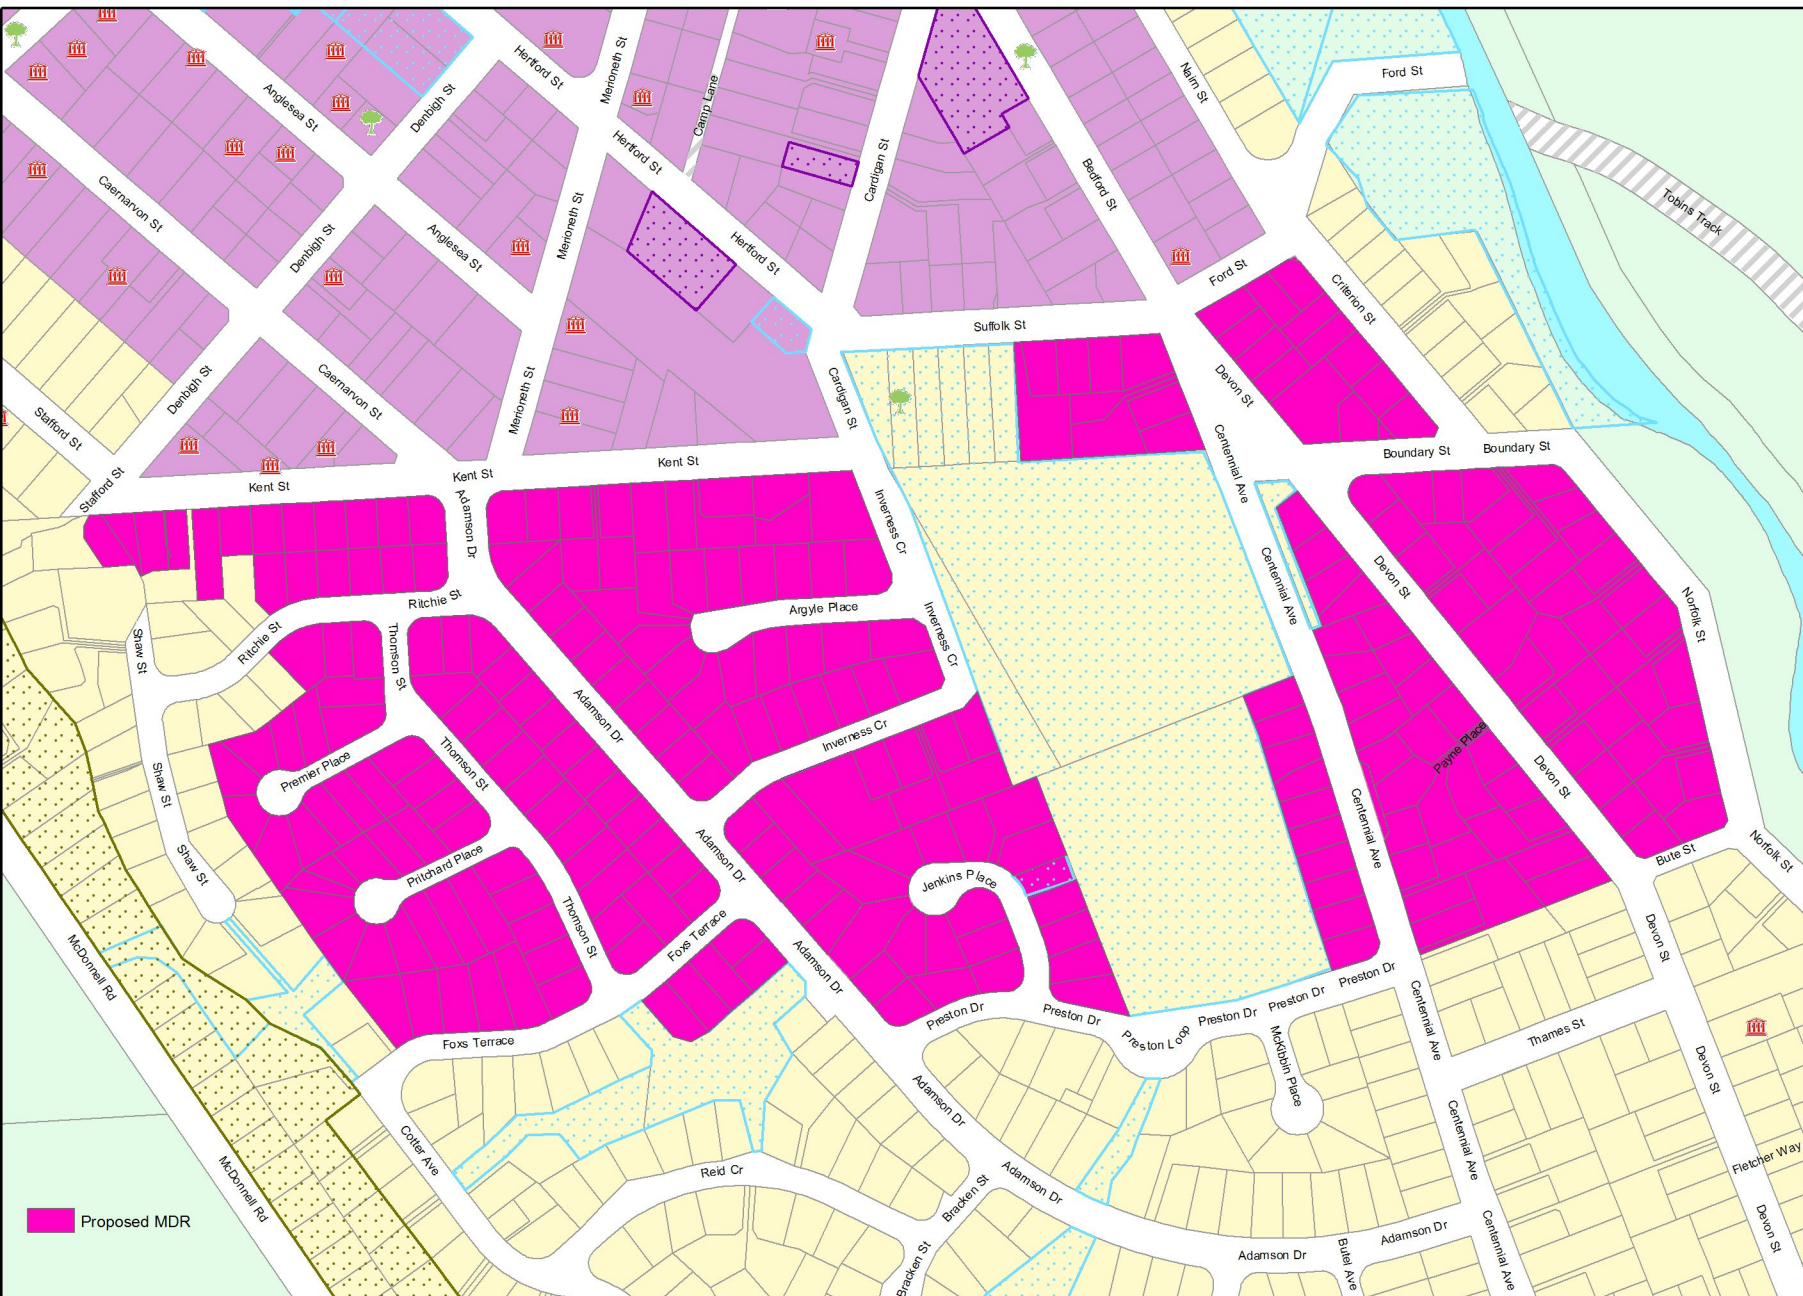 Ford St
Nairn St
Merioneth St
Hertford St
Anglesea St
Denbigh St
Camp Lane
Hertford St
Cardigan St
Bedford St
Tobins Track
Caernarvon St
Merioneth St
Denbigh St
Anglesea St
Hertford St
Ford St
Criterion St
Suffolk St
Denbigh St
Caernarvon St
Merioneth St
Cardigan St
Devon St
Stafford St
Centennial Ave
Boundary St
Boundary St
Kent St
Kent St
Kent St
Stafford St
Adamson Dr
Inverness Cr
Centennial Ave
Devon St
Norfolk St
Ritchie St
Argyle Place
Ritchie St
Shaw St
Thomson St
Inverness Cr
Adamson Dr
Inverness Cr
Payne Place
Premier Place
Thomson St
Shaw St
Devon St
Centennial Ave
Adamson Dr
Pritchard Place
Shaw St
Jenkins Place
Bute St
Norfolk St
Thomson St
Foxs Terrace
Devon St
McDonnell Rd
Adamson Dr
Preston Dr
Preston Dr
Preston Dr
Preston Dr
Preston Dr
Preston Loop
Centennial Ave
Thames St
Foxs Terrace
McKibbin Place
Devon St
Adamson Dr
Cotter Ave
Centennial Ave
Fletcher Way
Reid Cr
Adamson Dr
Bracken St
McDonnell Rd
Proposed MDR
Devon St
Adamson Dr
Adamson Dr
Centennial Ave
Butel Ave
Bracken St